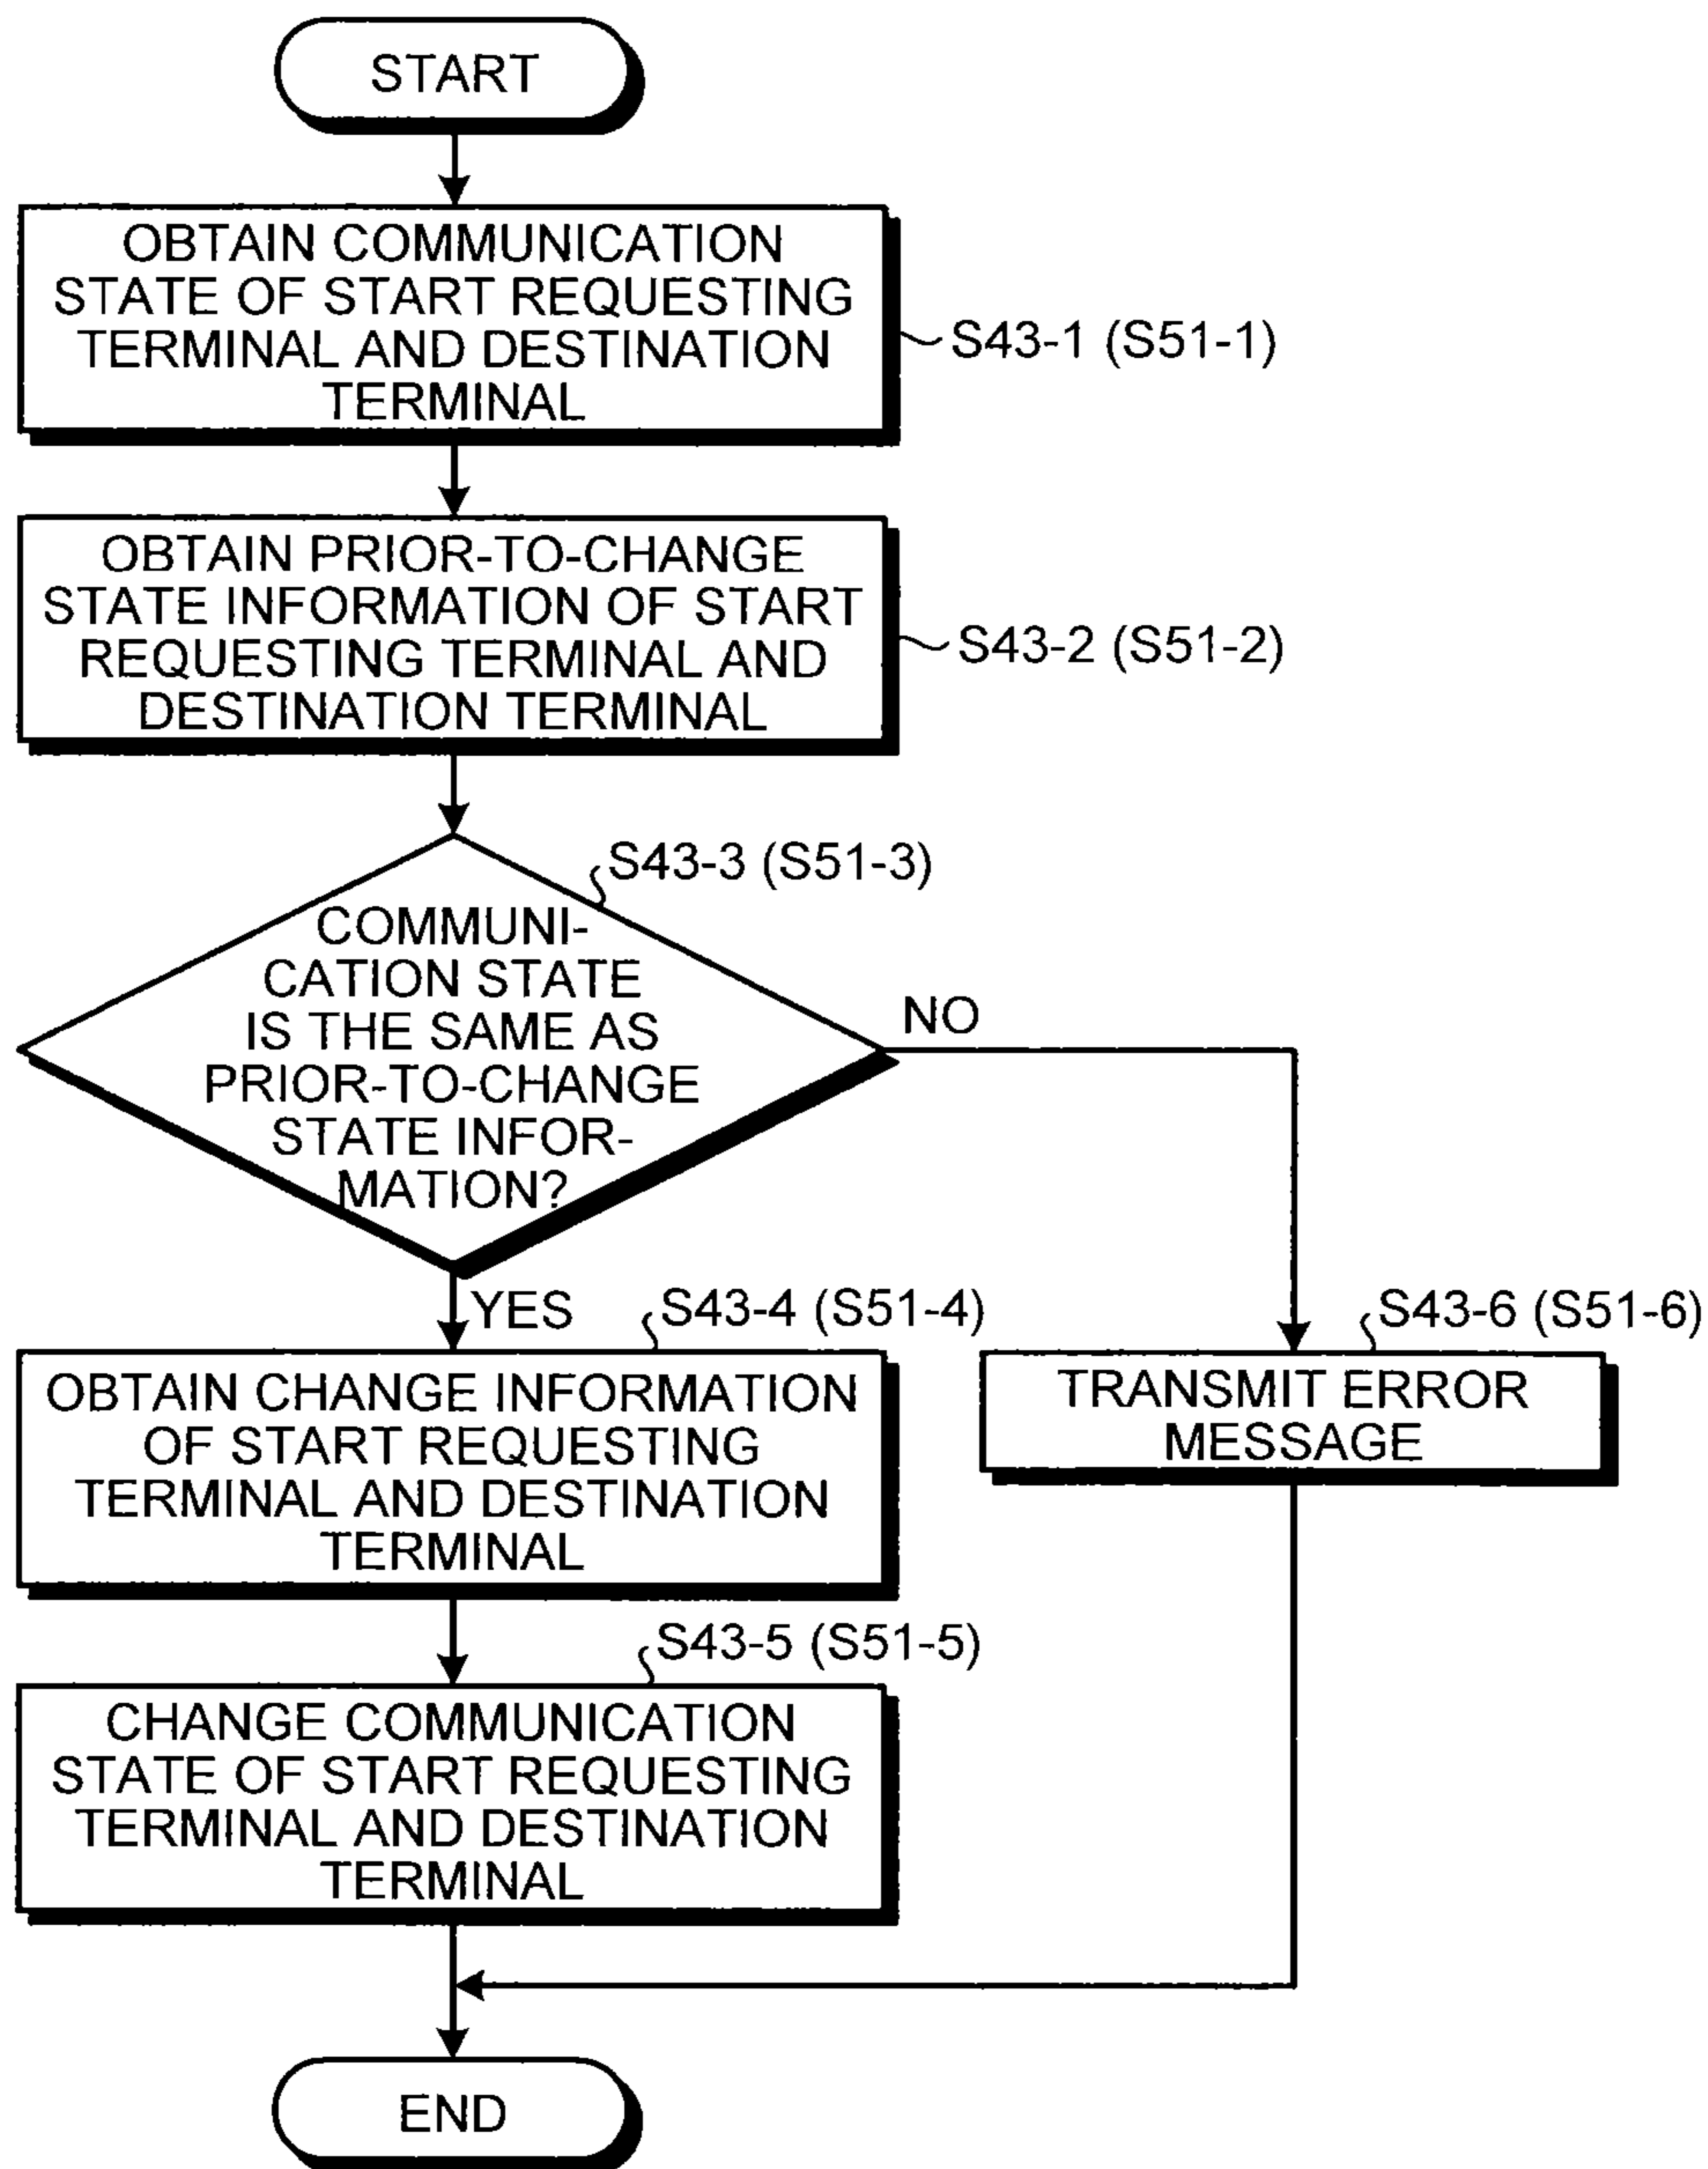 START
OBTAIN COMMUNICATION
STATE OF START REQUESTING
TERMINAL AND DESTINATION
TERMINAL
S43-1 (S51-1)
OBTAIN PRIOR-TO-CHANGE
STATE INFORMATION OF START
REQUESTING TERMINAL AND
DESTINATION TERMINAL
S43-2 (S51-2)
S43-3 (S51-3)
COMMUNI-
CATION STATE
IS THE SAME AS
PRIOR-TO-CHANGE
STATE INFOR-
MATION?
NO
YES
S43-4 (S51-4)
OBTAIN CHANGE INFORMATION
OF START REQUESTING
TERMINAL AND DESTINATION
TERMINAL
S43-6 (S51-6)
TRANSMIT ERROR
MESSAGE
S43-5 (S51-5)
CHANGE COMMUNICATION
STATE OF START REQUESTING
TERMINAL AND DESTINATION
TERMINAL
END